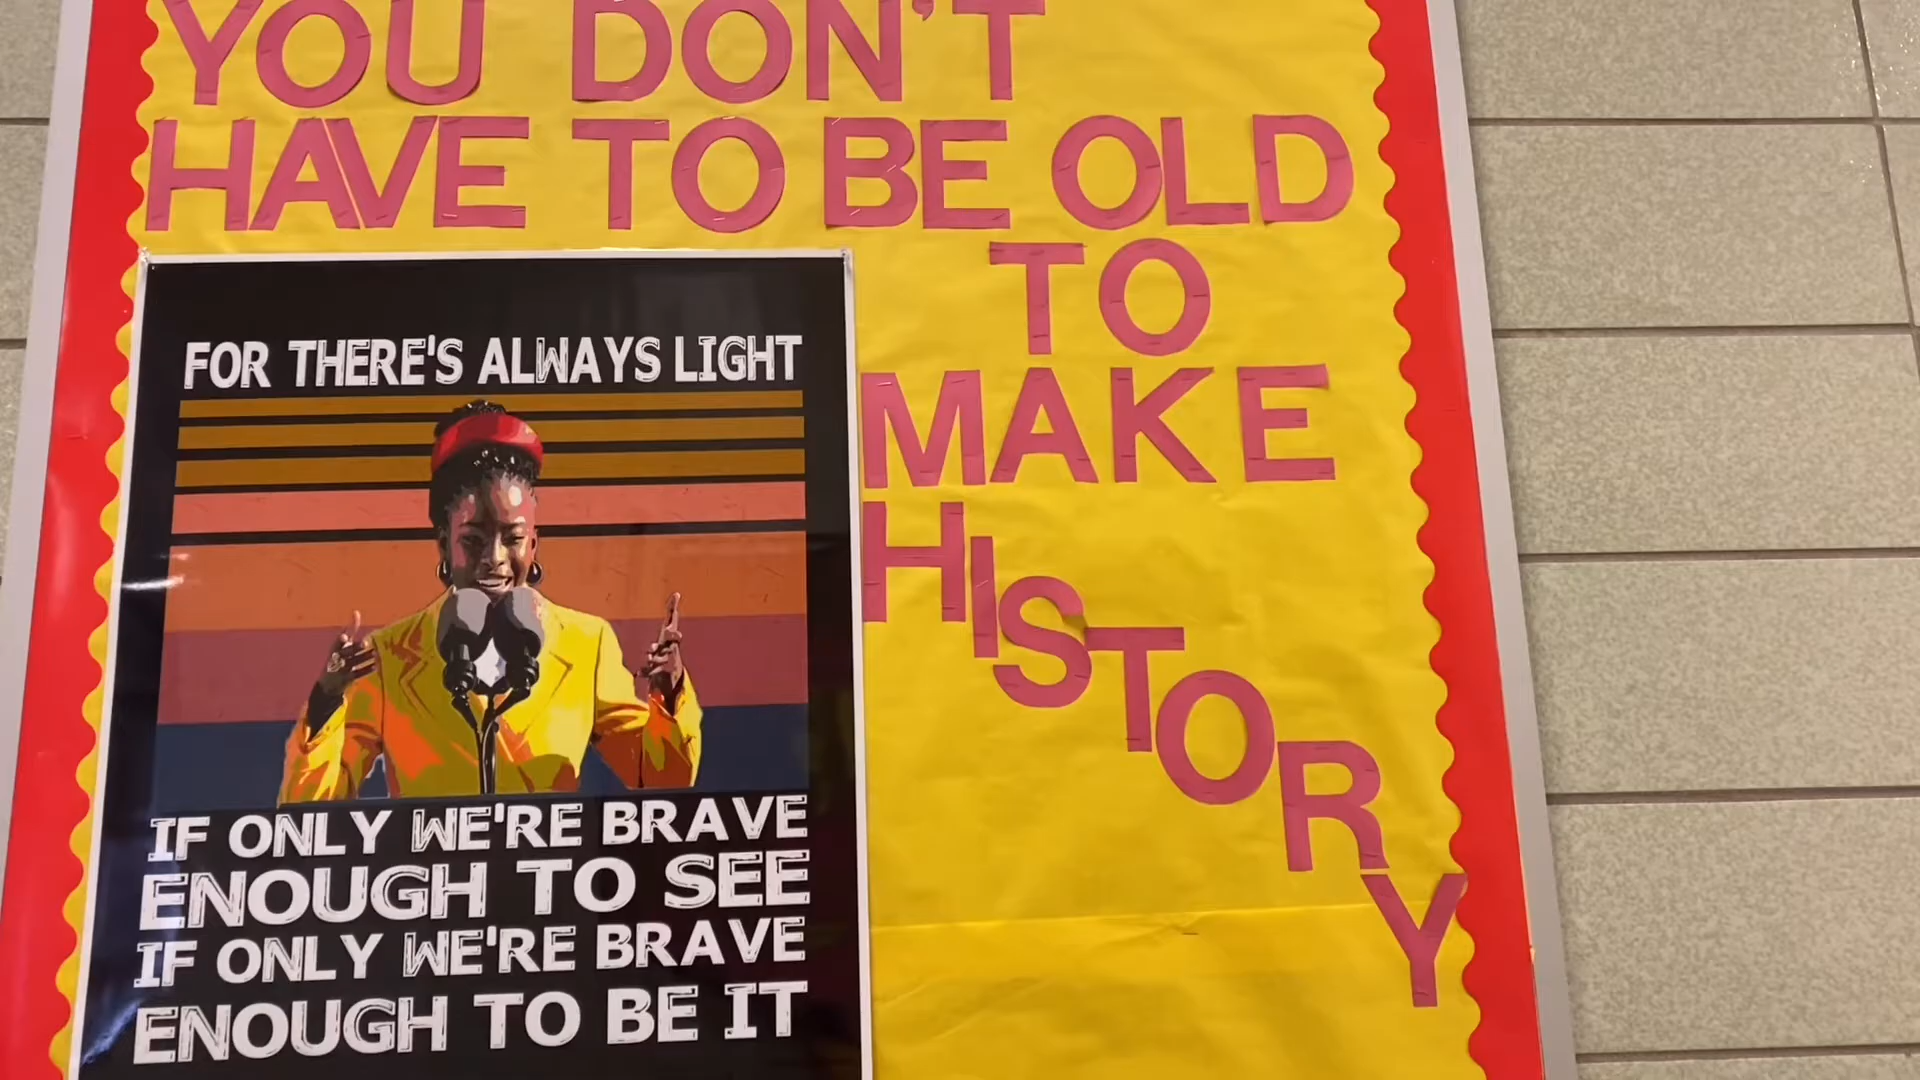 YOU DON'T
HAVE TO BE OLD
TO
MAKE
HISTORY
FOR THERE'S ALWAYS LIGHT
IF ONLY WE'RE BRAVE
ENOUGH TO SEE
IF ONLY WE'RE BRAVE
ENOUGH TO BE IT